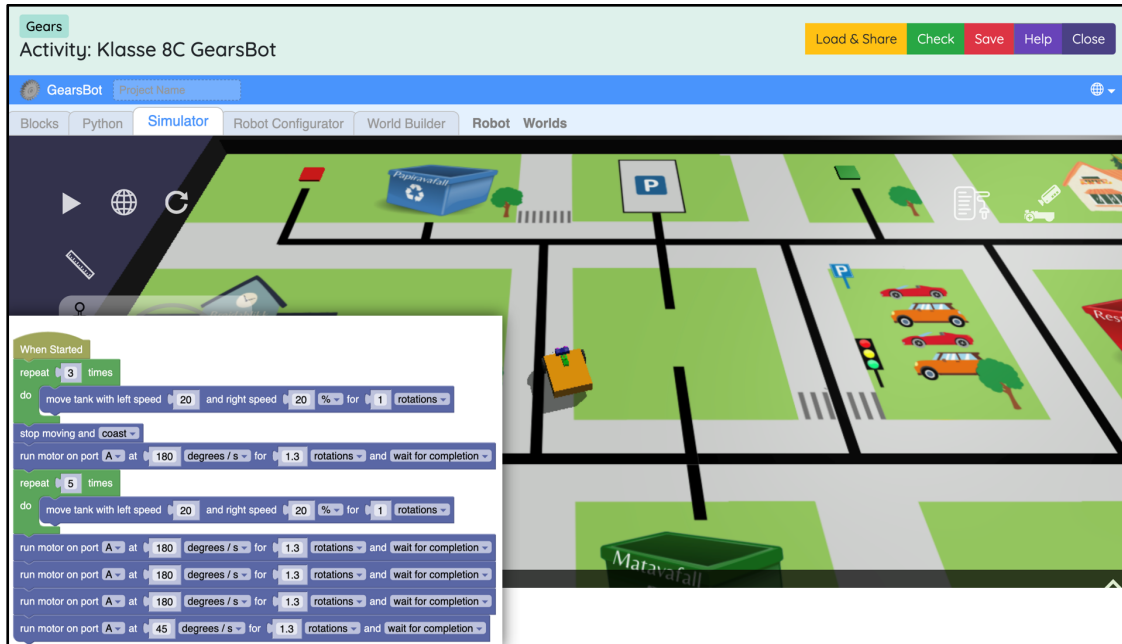 Gears
Activity: Klasse 8C GearsBot
Load & Share Check Save Help Close
GearsBot Project Name
Blocks Python Simulator Robot Configurator World Builder Robot Worlds
Papiravfall
P
P
When Started
repeat 3 times
do move tank with left speed 20 and right speed 20 % for 1 rotations
stop moving and coast
run motor on port A at 180 degrees / s for 1.3 rotations and wait for completion
repeat 5 times
do move tank with left speed 20 and right speed 20 % for 1 rotations
run motor on port A at 180 degrees / s for 1.3 rotations and wait for completion
run motor on port A at 180 degrees / s for 1.3 rotations and wait for completion
run motor on port A at 180 degrees / s for 1.3 rotations and wait for completion
run motor on port A at 45 degrees / s for 1.3 rotations and wait for completion
Matavafall